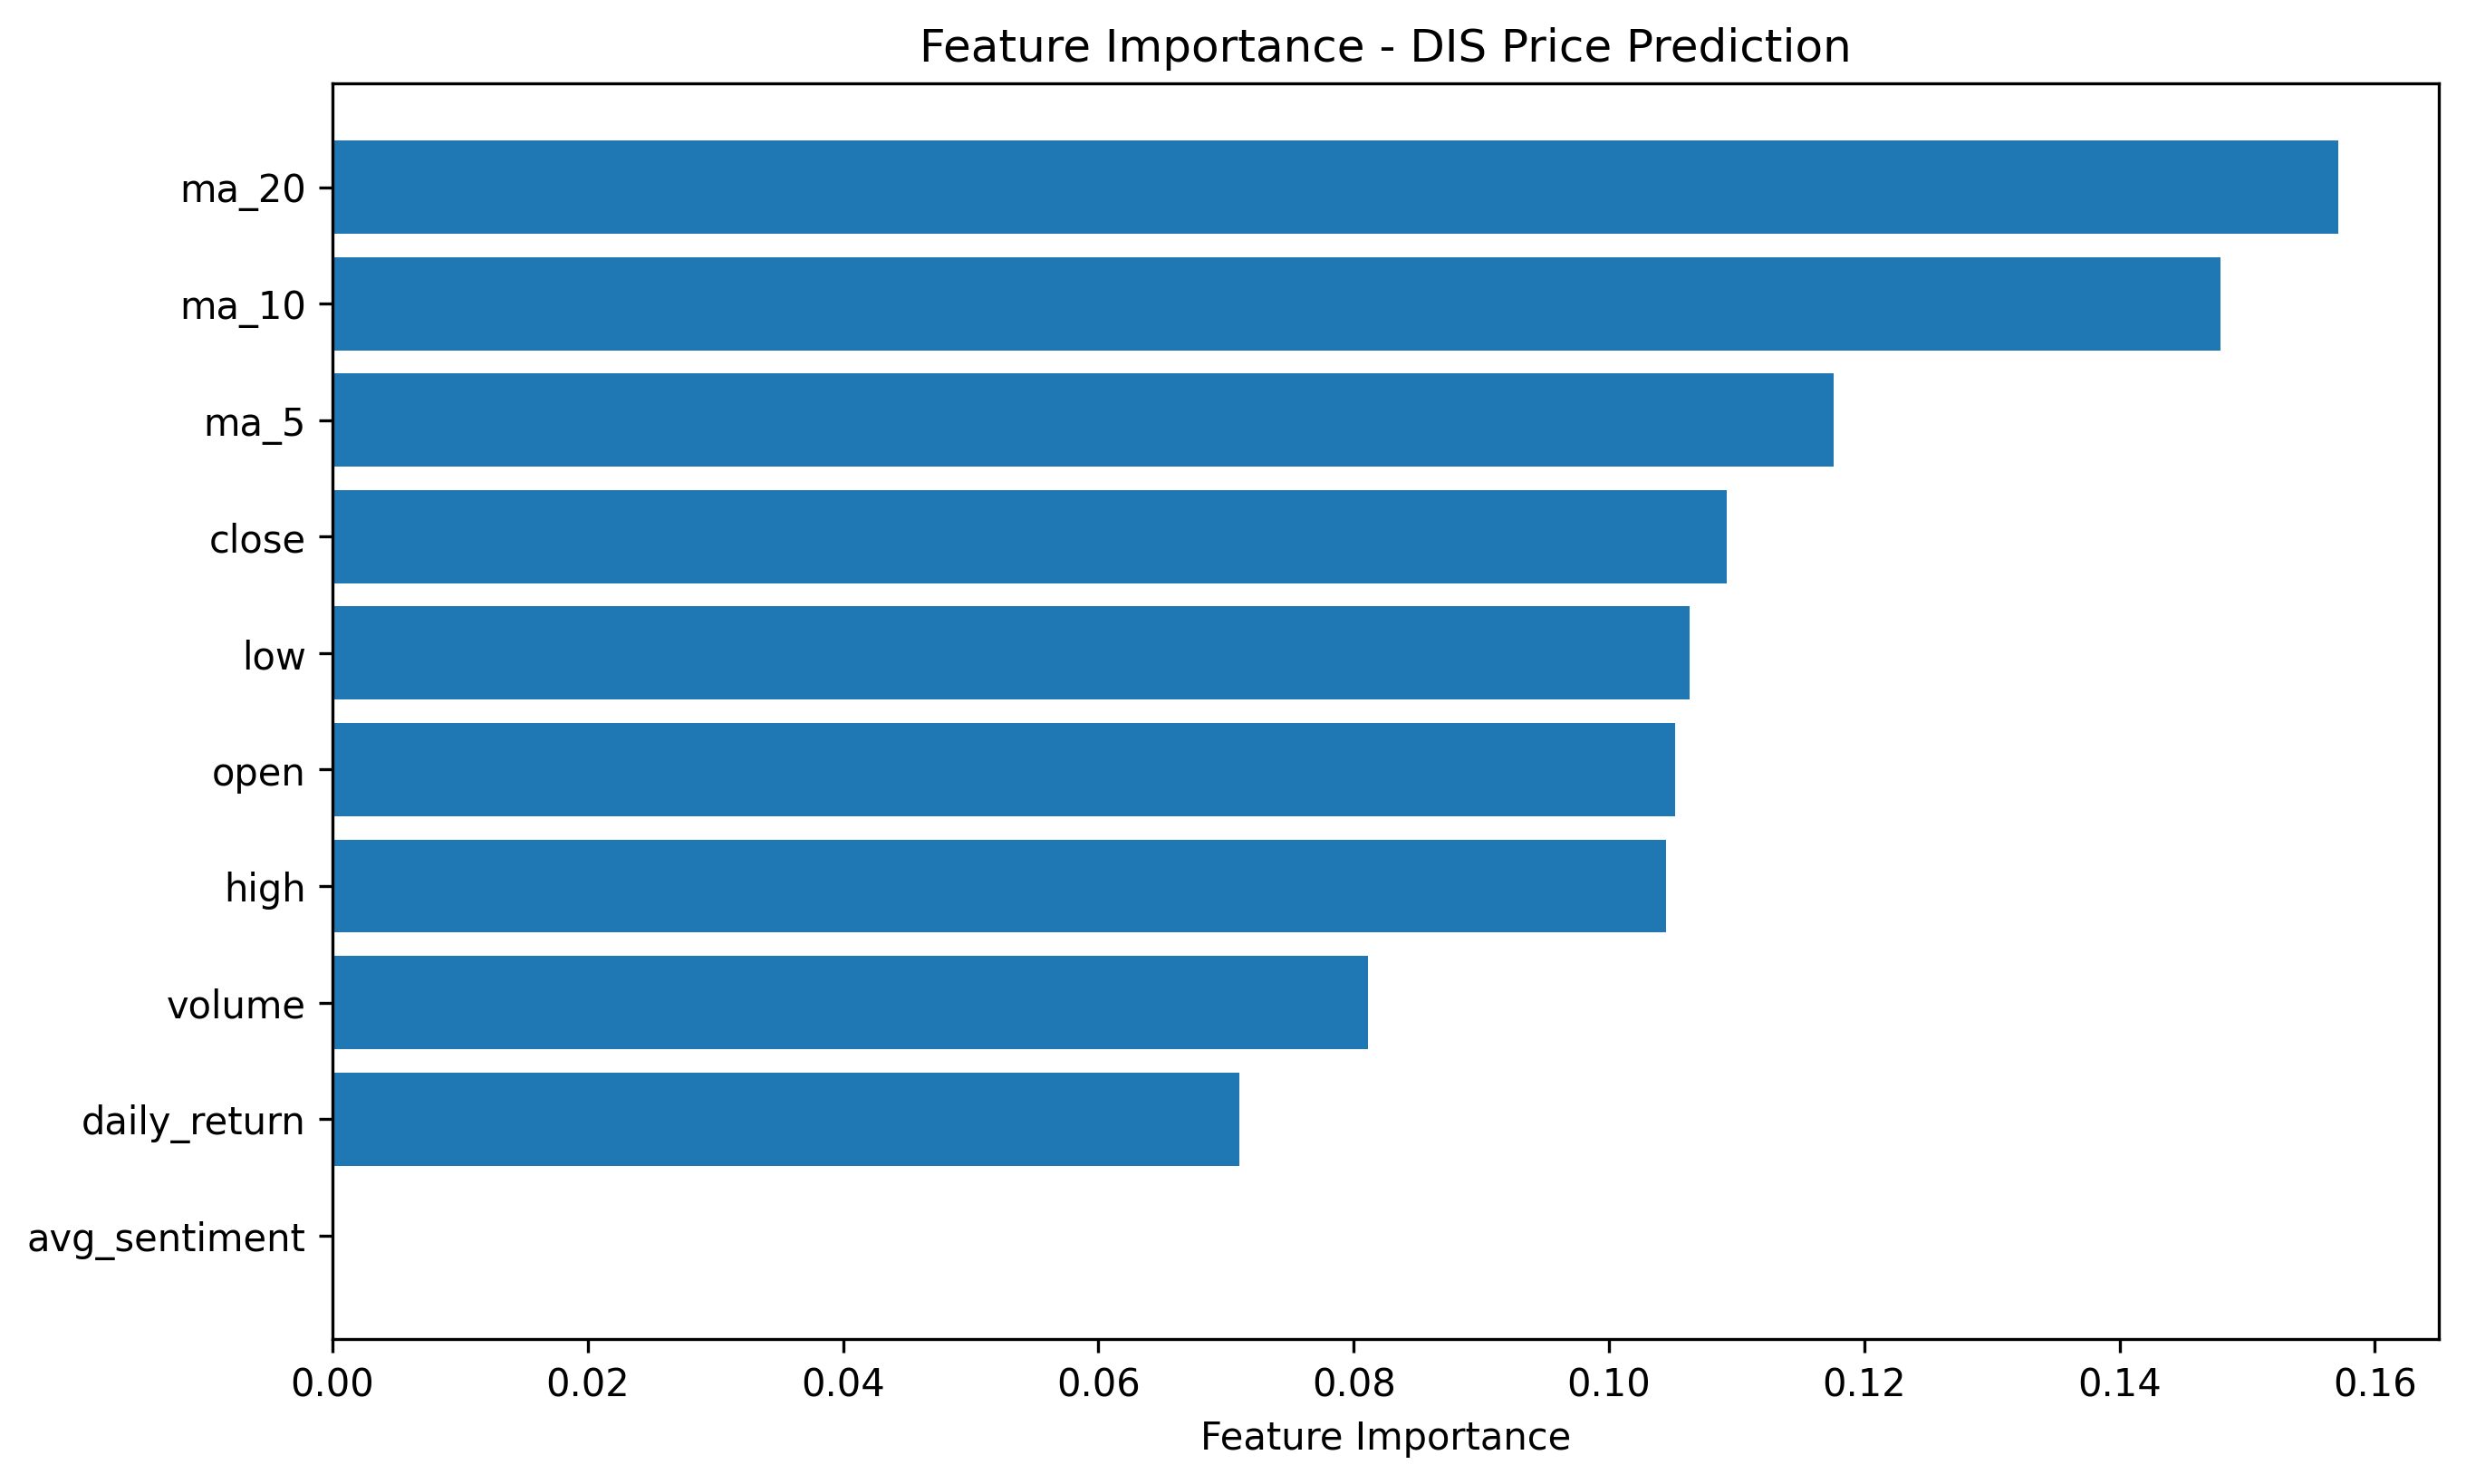 Feature Importance - DIS Price Prediction
ma_20
ma_10
ma_5
close
low
open
high
volume
daily_return
avg_sentiment
0.00 0.02 0.04 0.06 0.08 0.10 0.12 0.14 0.16
Feature Importance